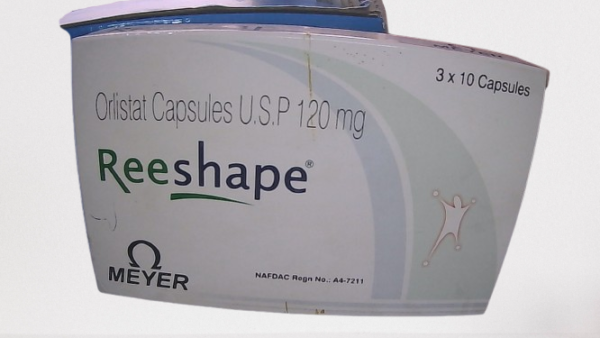 3 x 10 Capsules
Orlistat Capsules U.S.P 120 mg
Reeshape®
Ω
MEYER
NAFDAC Regn No.: A4-7211